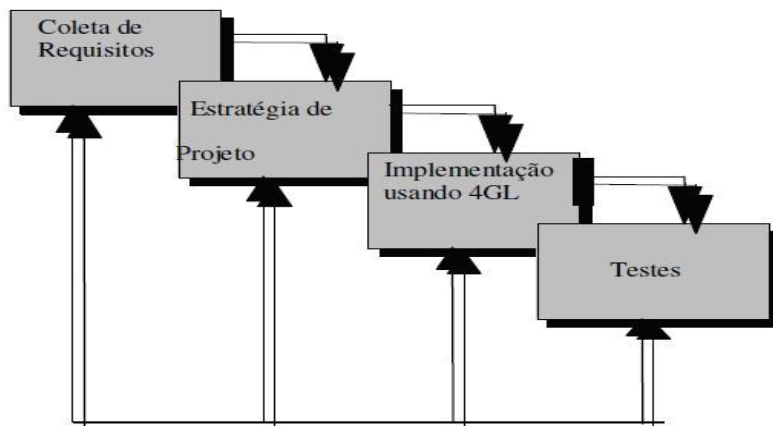 Coleta de
Requisitos
Estratégia de
Projeto
Implementação
usando 4GL
Testes